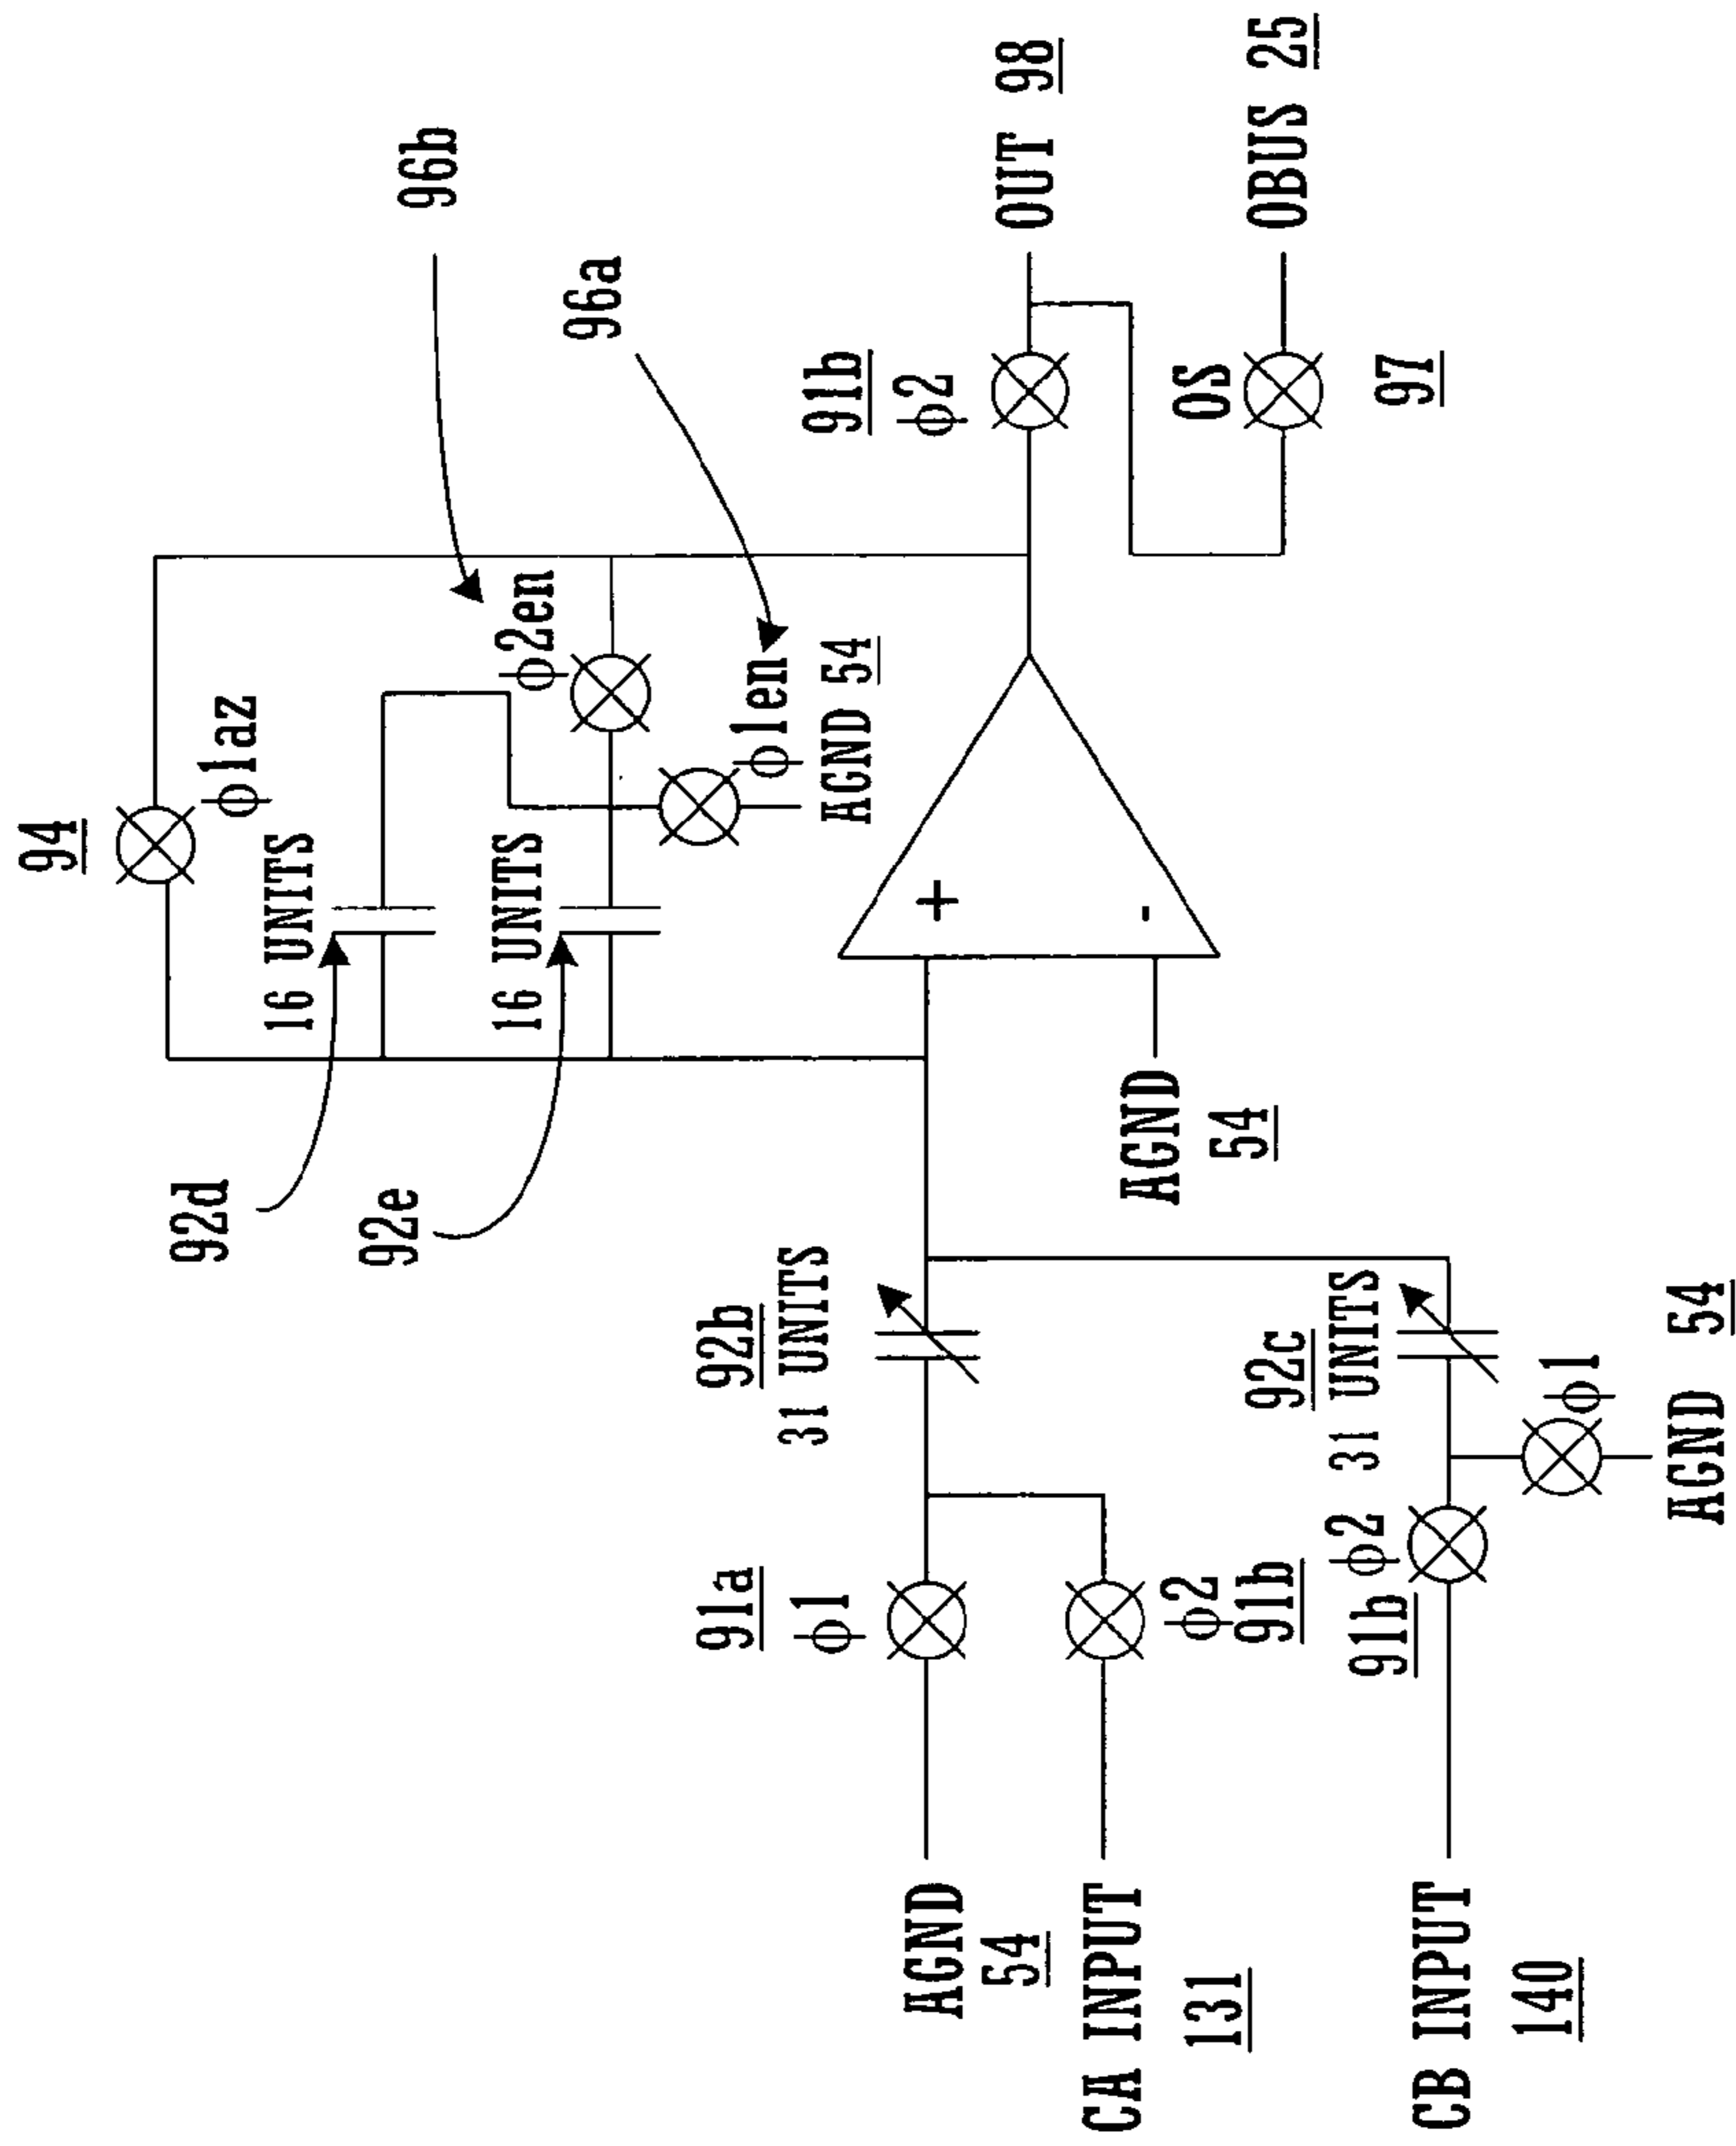 94
ϕ1az
16 UNITS
92d
96b
16 UNITS
ϕ2en
92e
96a
ϕ1en
AGND 54
92b
31 UNITS
91a
ϕ1
91b
ϕ2
OUT 98
+
-
AGND
54
AGND
54
CA INPUT
131
ϕ2
91b
OS
OBUS 25
97
92c
31 UNITS
ϕ2
91b
CB INPUT
140
ϕ1
AGND 54